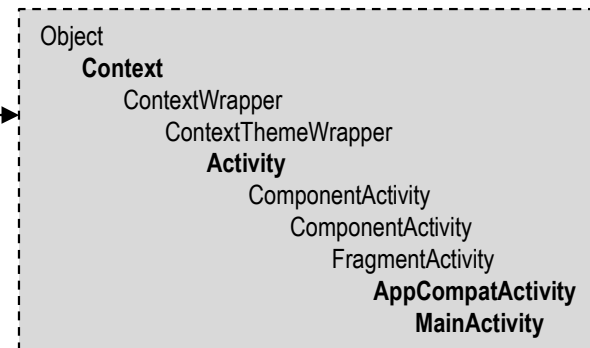 Object
Context
ContextWrapper
ContextThemeWrapper
Activity
ComponentActivity
ComponentActivity
FragmentActivity
AppCompatActivity
MainActivity